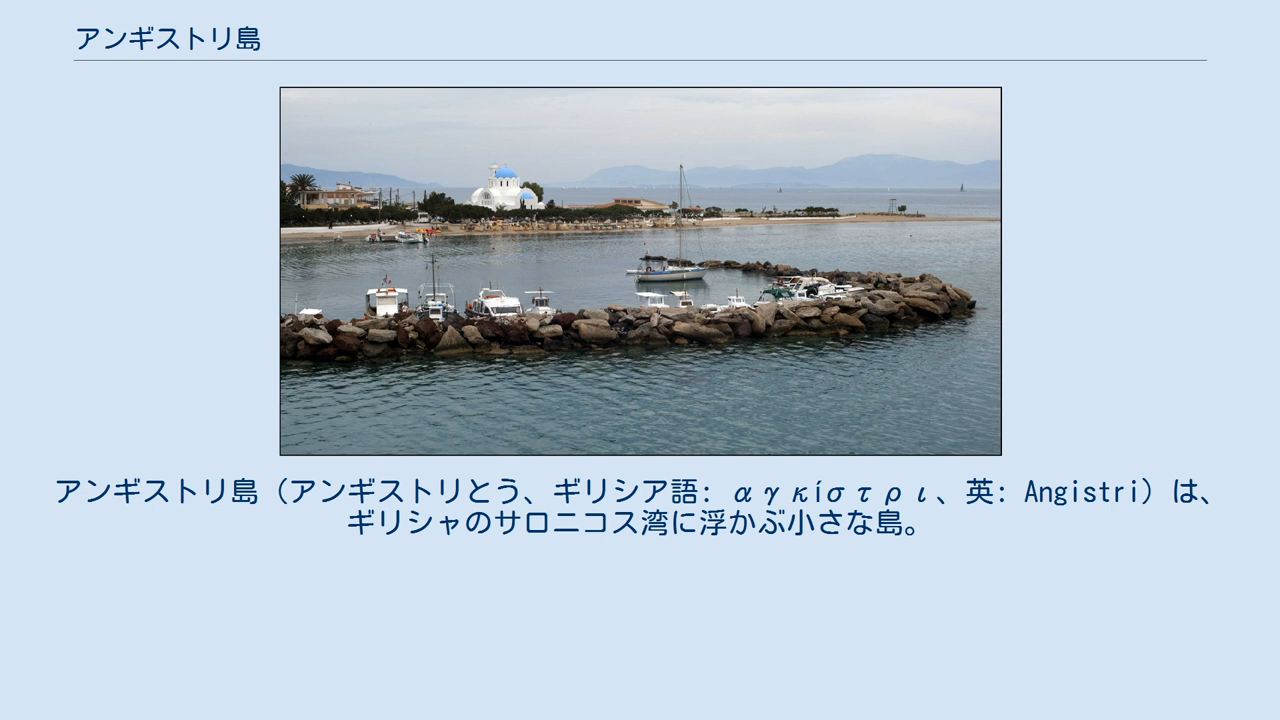 アンギストリ島
アンギストリ島（アンギストリとう、ギリシア語: αγκίστρι、英: Angistri）は、
ギリシャのサロニコス湾に浮かぶ小さな島。